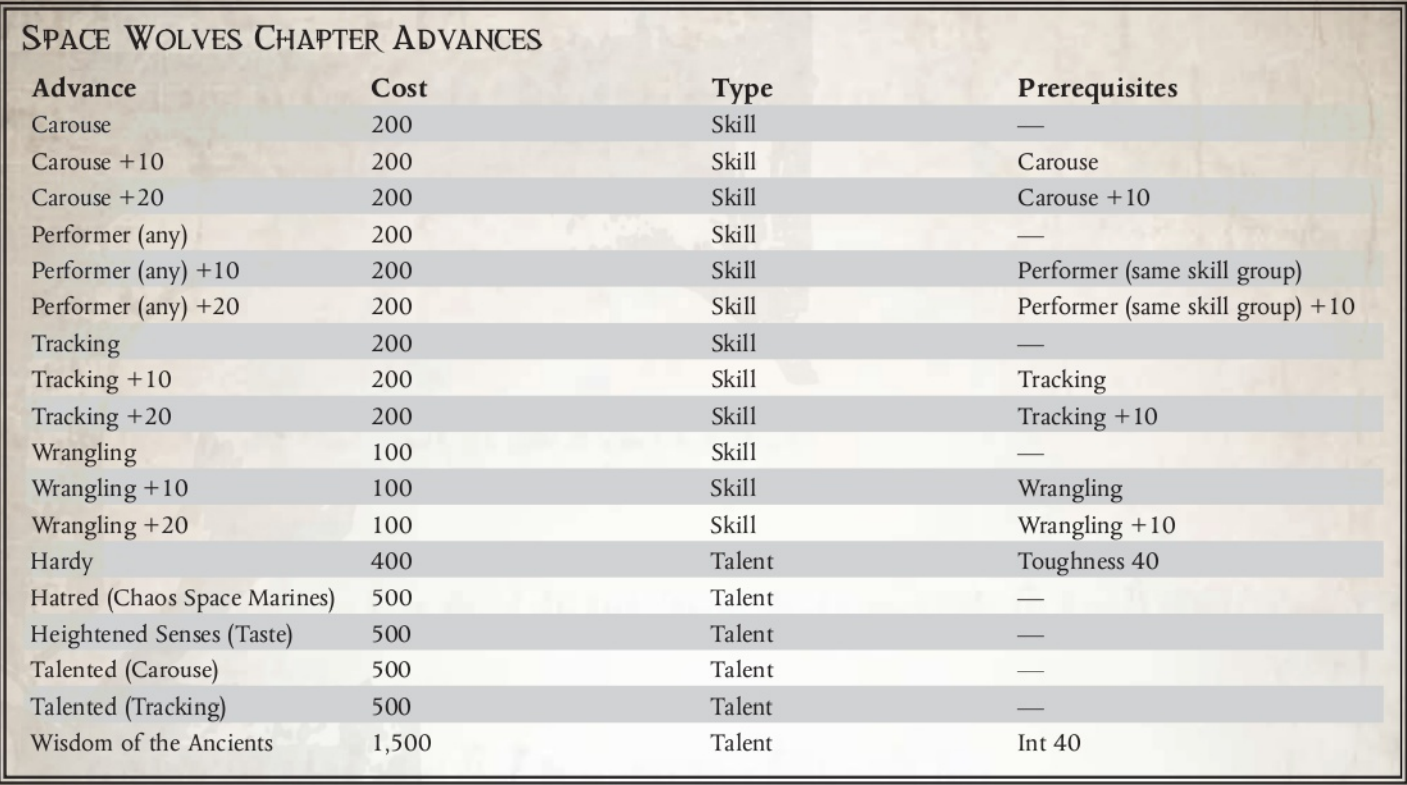 Space Wolves Chapter Advances
Advance Cost Type Prerequisites
Carouse 200 Skill —
Carouse +10 200 Skill Carouse
Carouse +20 200 Skill Carouse +10
Performer (any) 200 Skill —
Performer (any) +10 200 Skill Performer (same skill group)
Performer (any) +20 200 Skill Performer (same skill group) +10
Tracking 200 Skill —
Tracking +10 200 Skill Tracking
Tracking +20 200 Skill Tracking +10
Wrangling 100 Skill —
Wrangling +10 100 Skill Wrangling
Wrangling +20 100 Skill Wrangling +10
Hardy 400 Talent Toughness 40
Hatred (Chaos Space Marines) 500 Talent —
Heightened Senses (Taste) 500 Talent —
Talented (Carouse) 500 Talent —
Talented (Tracking) 500 Talent —
Wisdom of the Ancients 1,500 Talent Int 40